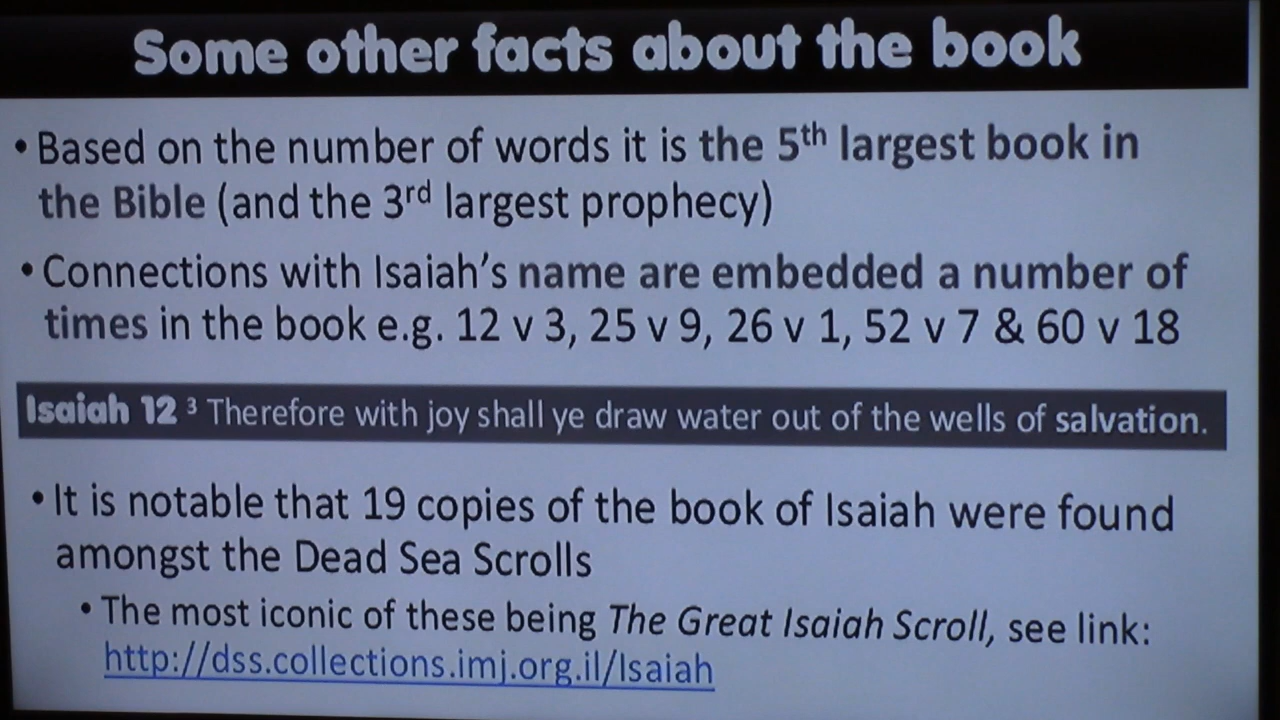 Some other facts about the book
• Based on the number of words it is the 5th largest book in
the Bible (and the 3rd largest prophecy)
• Connections with Isaiah's name are embedded a number of
times in the book e.g. 12 v 3, 25 v 9, 26 v 1, 52 v 7 & 60 v 18
Isaiah 12 3 Therefore with joy shall ye draw water out of the wells of salvation.
• It is notable that 19 copies of the book of Isaiah were found
amongst the Dead Sea Scrolls
• The most iconic of these being The Great Isaiah Scroll, see link:
http://dss.collections.imj.org.il/Isaiah